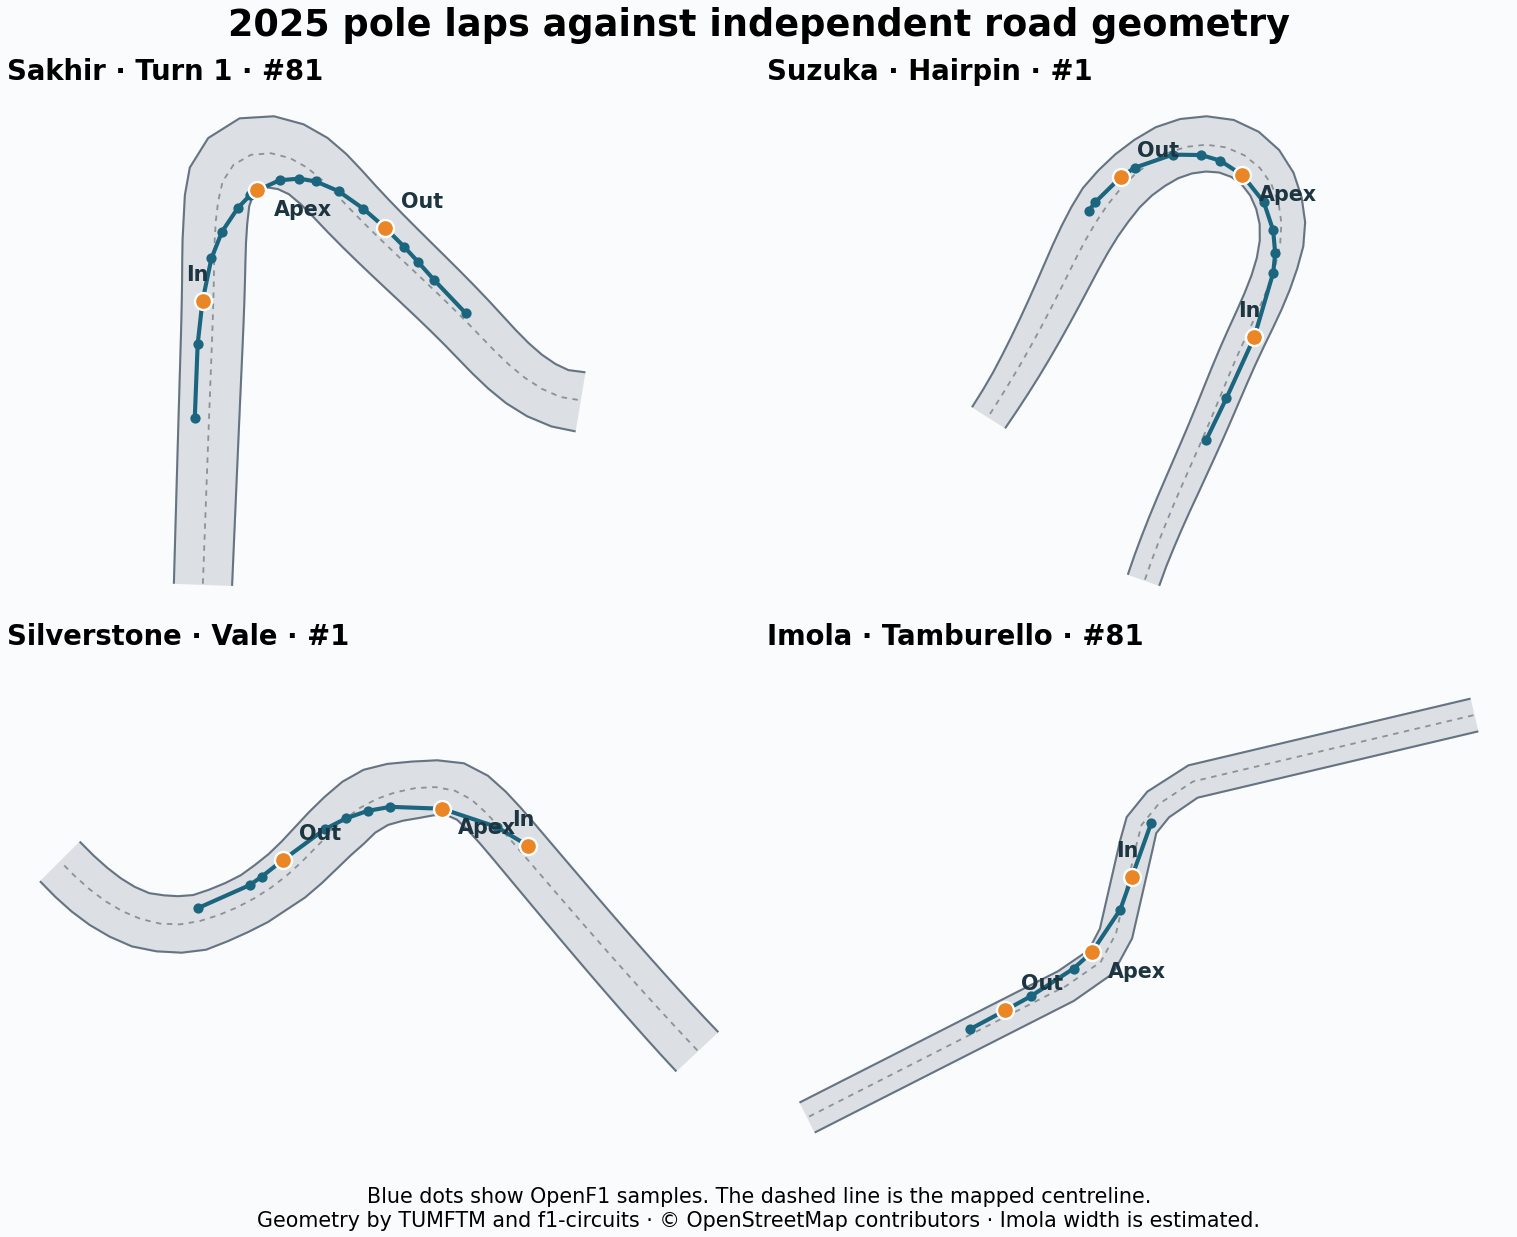 2025 pole laps against independent road geometry
Sakhir · Turn 1 · #81
In
Apex
Out
Suzuka · Hairpin · #1
Out
Apex
In
Silverstone · Vale · #1
Out
Apex
In
Imola · Tamburello · #81
In
Apex
Out
Blue dots show OpenF1 samples. The dashed line is the mapped centreline.
Geometry by TUMFTM and f1-circuits · © OpenStreetMap contributors · Imola width is estimated.